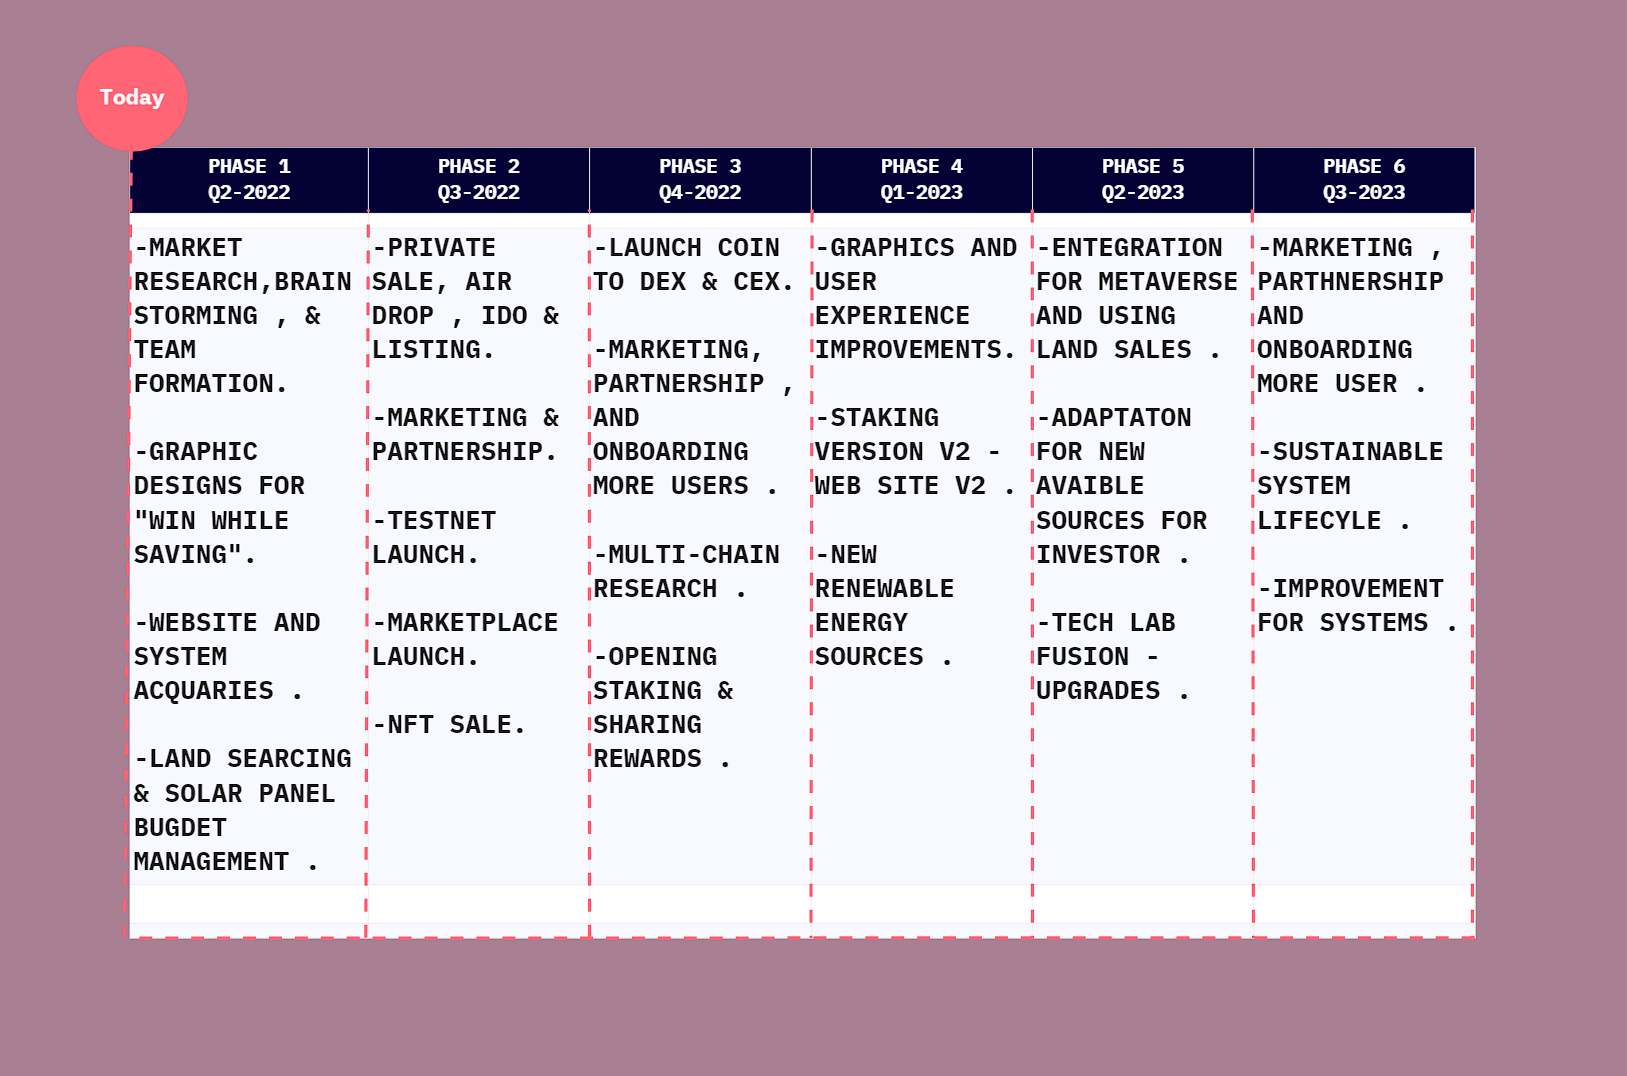 Today
PHASE 1
Q2-2022
PHASE 2
Q3-2022
PHASE 3
Q4-2022
PHASE 4
Q1-2023
PHASE 5
Q2-2023
PHASE 6
Q3-2023
-MARKET
RESEARCH,BRAIN
STORMING , &
TEAM
FORMATION.
-GRAPHIC
DESIGNS FOR
"WIN WHILE
SAVING".
-WEBSITE AND
SYSTEM
ACQUARIES .
-LAND SEARCING
& SOLAR PANEL
BUGDET
MANAGEMENT .
-PRIVATE
SALE, AIR
DROP , IDO &
LISTING.
-MARKETING &
PARTNERSHIP.
-TESTNET
LAUNCH.
-MARKETPLACE
LAUNCH.
-NFT SALE.
-LAUNCH COIN
TO DEX & CEX.
-MARKETING,
PARTNERSHIP ,
AND
ONBOARDING
MORE USERS .
-MULTI-CHAIN
RESEARCH .
-OPENING
STAKING &
SHARING
REWARDS .
-GRAPHICS AND
USER
EXPERIENCE
IMPROVEMENTS.
-STAKING
VERSION V2 -
WEB SITE V2 .
-NEW
RENEWABLE
ENERGY
SOURCES .
-ENTEGRATION
FOR METAVERSE
AND USING
LAND SALES .
-ADAPTATON
FOR NEW
AVAIBLE
SOURCES FOR
INVESTOR .
-TECH LAB
FUSION -
UPGRADES .
-MARKETING ,
PARTHNERSHIP
AND
ONBOARDING
MORE USER .
-SUSTAINABLE
SYSTEM
LIFECYLE .
-IMPROVEMENT
FOR SYSTEMS .